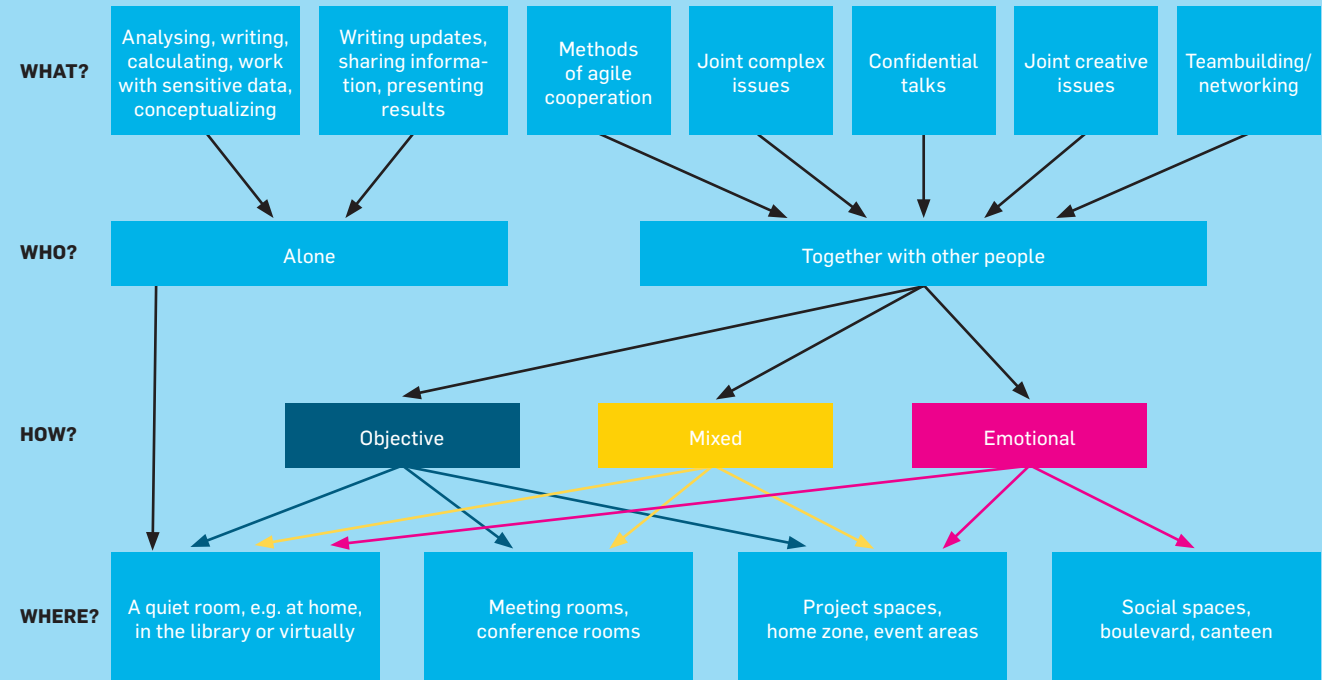 WHAT?
Analysing, writing,
calculating, work
with sensitive data,
conceptualizing
Writing updates,
sharing informa-
tion, presenting
results
Methods
of agile
cooperation
Joint complex
issues
Confidential
talks
Joint creative
issues
Teambuilding/
networking
WHO?
Alone
Together with other people
HOW?
Objective
Mixed
Emotional
WHERE?
A quiet room, e.g. at home,
in the library or virtually
Meeting rooms,
conference rooms
Project spaces,
home zone, event areas
Social spaces,
boulevard, canteen